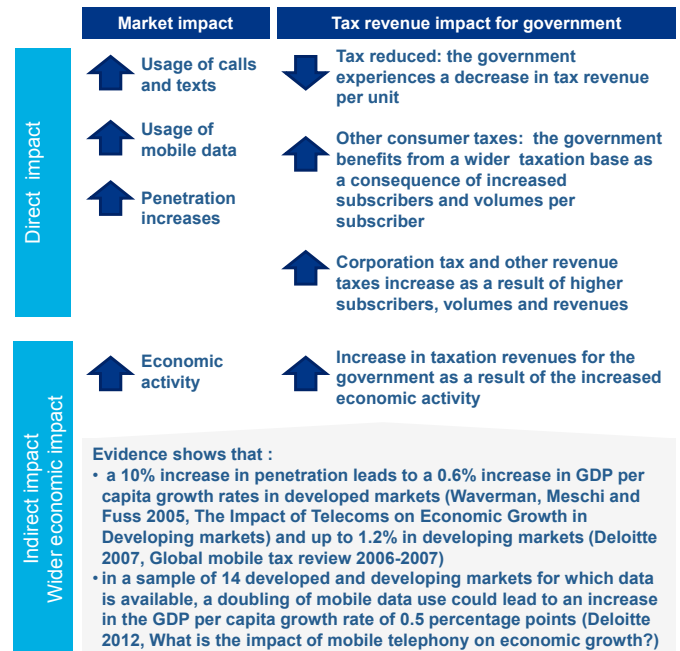 Market impact
Tax revenue impact for government
Direct impact
Usage of calls
and texts
Usage of
mobile data
Penetration
increases
Tax reduced: the government
experiences a decrease in tax revenue
per unit
Other consumer taxes: the government
benefits from a wider taxation base as
a consequence of increased
subscribers and volumes per
subscriber
Corporation tax and other revenue
taxes increase as a result of higher
subscribers, volumes and revenues
Indirect impact
Wider economic impact
Economic
activity
Increase in taxation revenues for the
government as a result of the increased
economic activity
Evidence shows that :
• a 10% increase in penetration leads to a 0.6% increase in GDP per
capita growth rates in developed markets (Waverman, Meschi and
Fuss 2005, The Impact of Telecoms on Economic Growth in
Developing markets) and up to 1.2% in developing markets (Deloitte
2007, Global mobile tax review 2006-2007)
• in a sample of 14 developed and developing markets for which data
is available, a doubling of mobile data use could lead to an increase
in the GDP per capita growth rate of 0.5 percentage points (Deloitte
2012, What is the impact of mobile telephony on economic growth?)